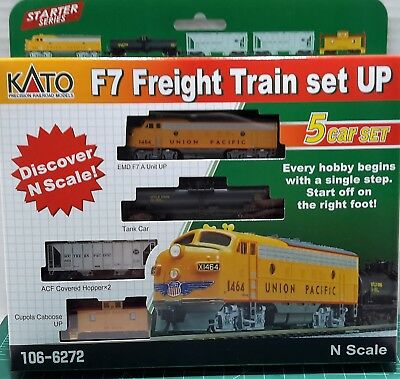 STARTER
SERIES
KATO
PRECISION RAILROAD MODELS
F7 Freight Train set UP
5 car SET
Discover
N Scale!
1464 UNION PACIFIC
EMD F7 A Unit UP
Every hobby begins
with a single step.
Start off on
the right foot!
Tank Car
ACF Covered Hopper×2
X1464
1464 UNION PACIFIC
Cupola Caboose
UP
106-6272
N Scale